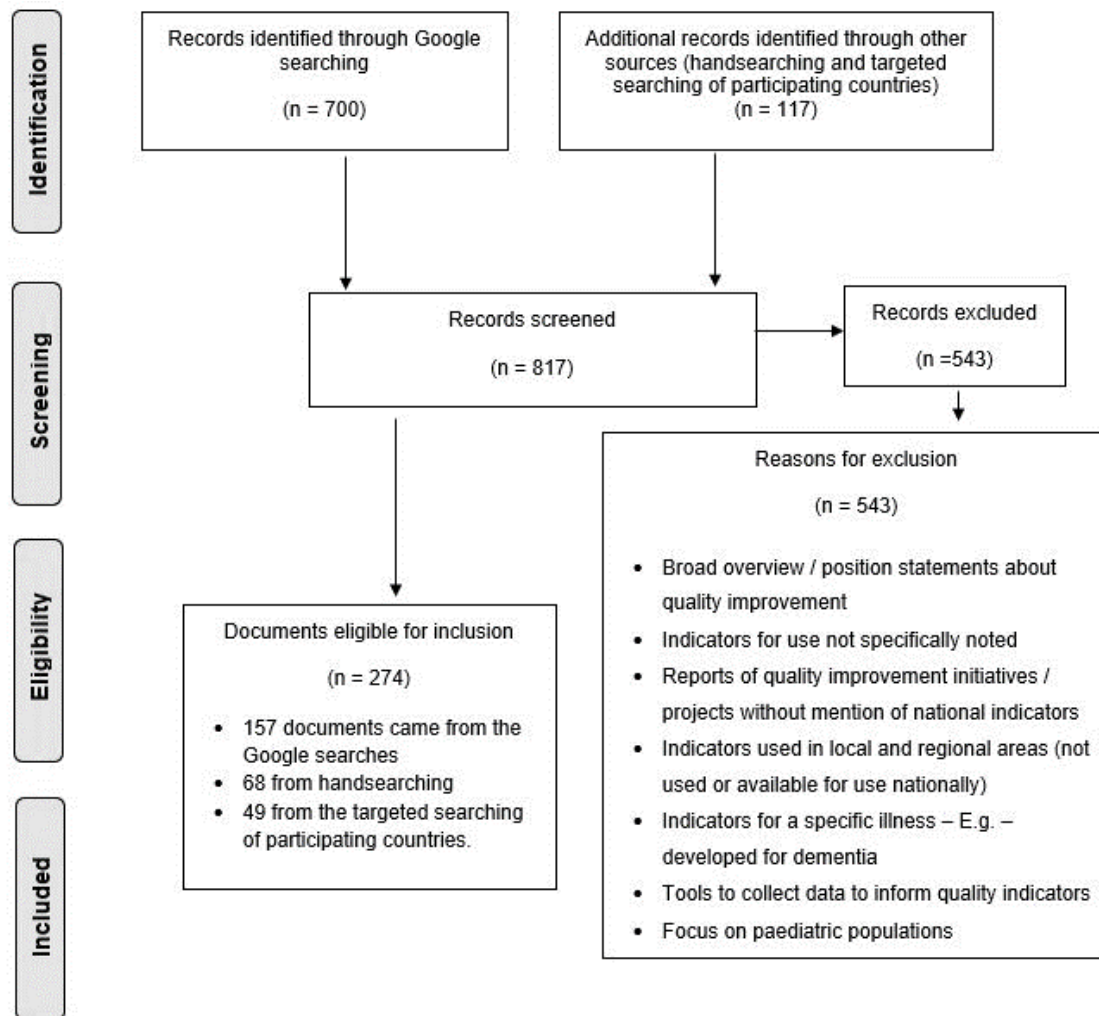 Identification
Records identified through Google
searching
(n = 700)
Additional records identified through other
sources (handsearching and targeted
searching of participating countries)
(n = 117)
Screening
Records screened
(n = 817)
Records excluded
(n =543)
Reasons for exclusion
(n = 543)
• Broad overview / position statements about
quality improvement
• Indicators for use not specifically noted
• Reports of quality improvement initiatives /
projects without mention of national indicators
• Indicators used in local and regional areas (not
used or available for use nationally)
• Indicators for a specific illness – E.g. –
developed for dementia
• Tools to collect data to inform quality indicators
• Focus on paediatric populations
Eligibility
Documents eligible for inclusion
(n = 274)
• 157 documents came from the
Google searches
• 68 from handsearching
• 49 from the targeted searching
of participating countries.
Included